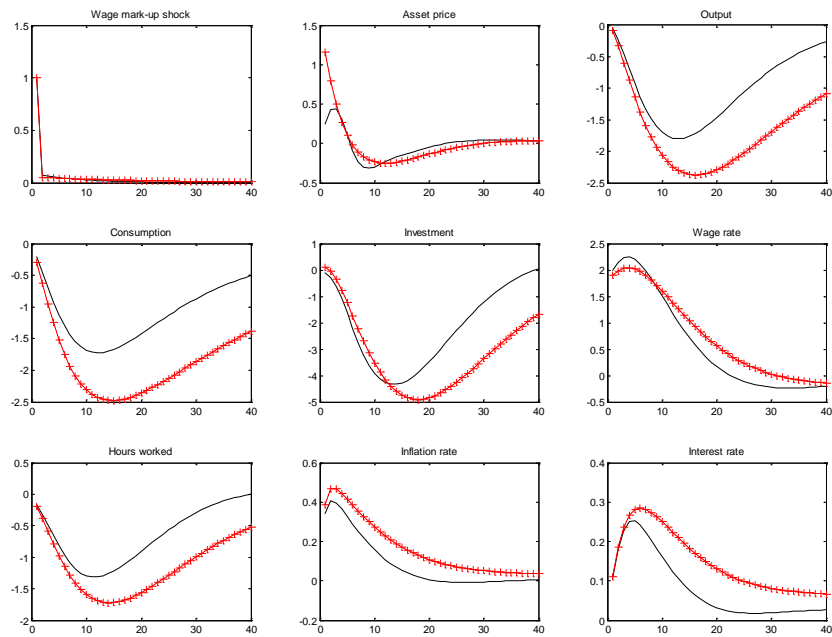 Wage mark-up shock
1.5
1
0.5
0
0 10 20 30 40
Asset price
1.5
1
0.5
0
-0.5
0 10 20 30 40
Output
0
-0.5
-1
-1.5
-2
-2.5
0 10 20 30 40
Consumption
0
-0.5
-1
-1.5
-2
-2.5
0 10 20 30 40
Investment
1
0
-1
-2
-3
-4
-5
0 10 20 30 40
Wage rate
2.5
2
1.5
1
0.5
0
-0.5
0 10 20 30 40
Hours worked
0.5
0
-0.5
-1
-1.5
-2
0 10 20 30 40
Inflation rate
0.6
0.4
0.2
0
-0.2
0 10 20 30 40
Interest rate
0.4
0.3
0.2
0.1
0
0 10 20 30 40